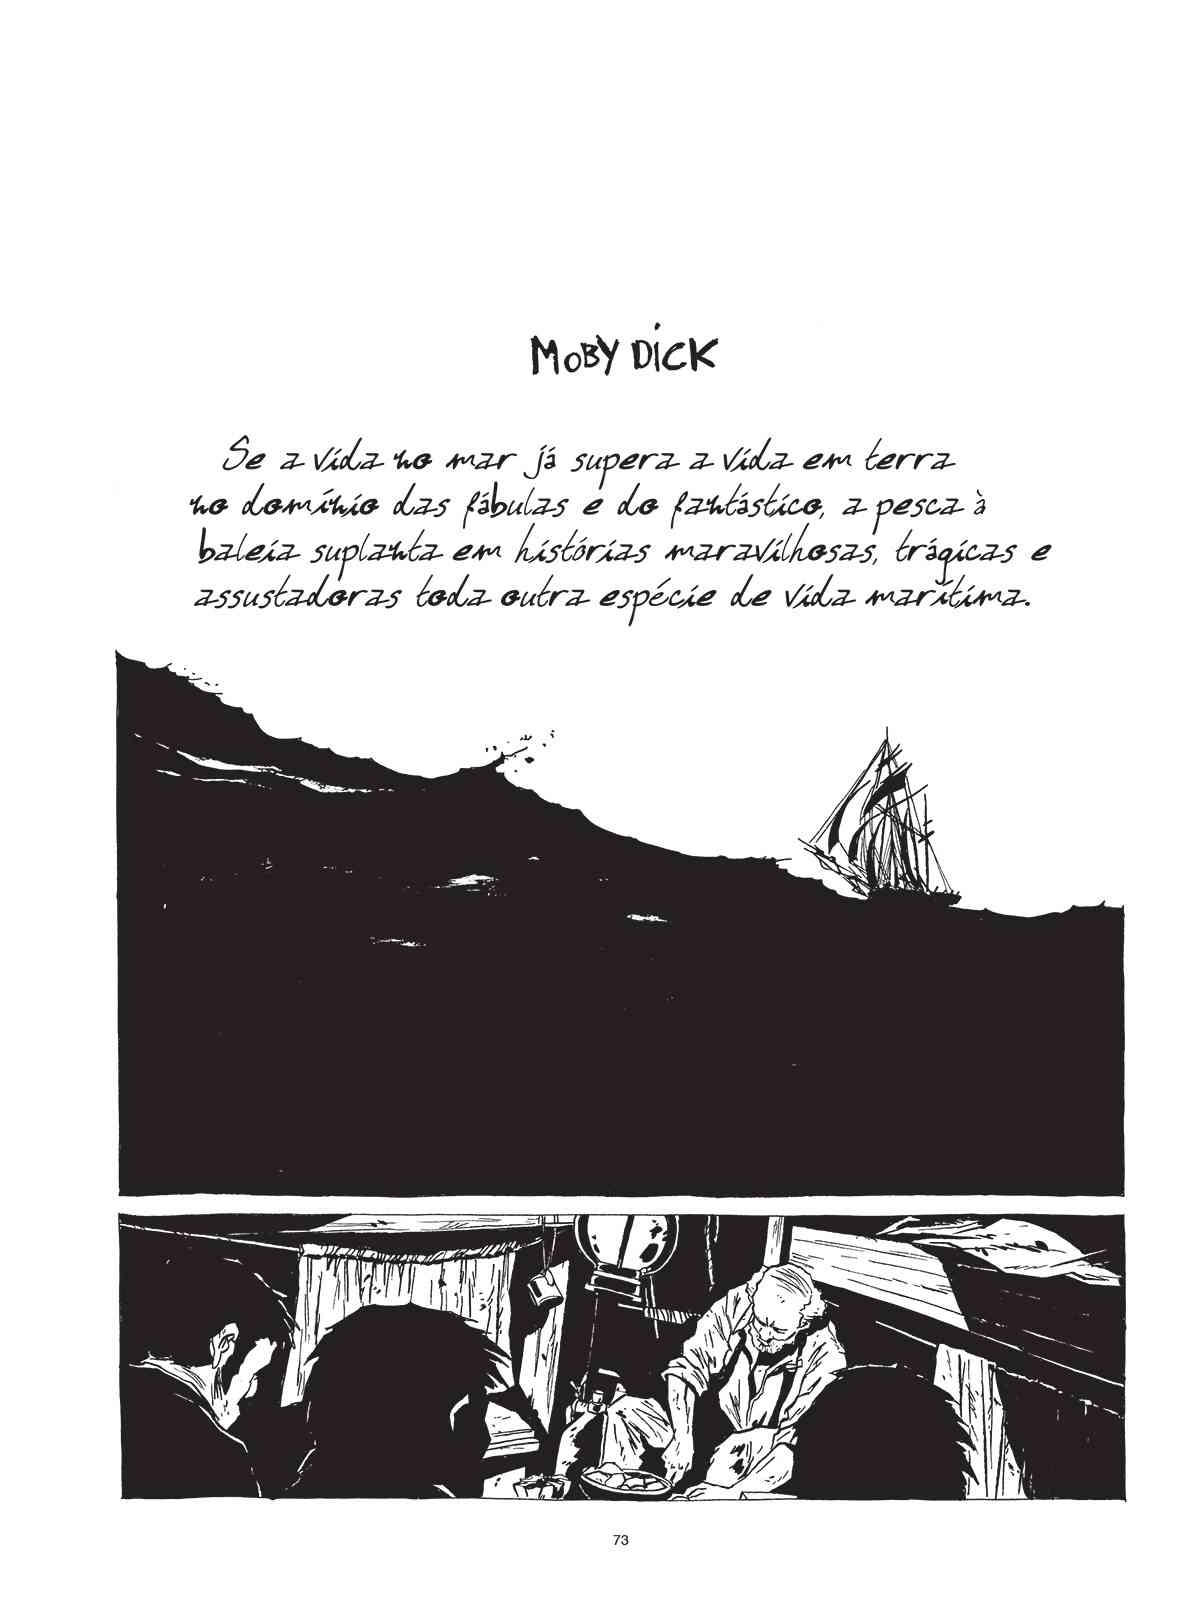 MOBY DICK
Se a vida no mar já supera a vida em terra
no domínio das fábulas e do fantástico, a pesca à
baleia suplanta em histórias maravilhosas, trágicas e
assustadoras toda outra espécie de vida marítima.
73